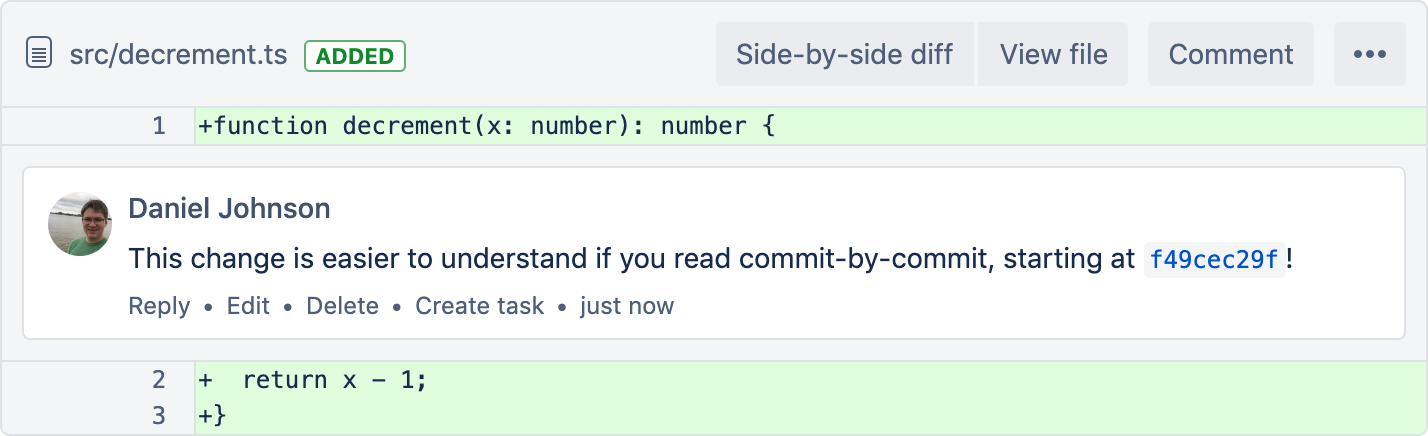 src/decrement.ts ADDED Side-by-side diff View file Comment •••
1 +function decrement(x: number): number {
Daniel Johnson
This change is easier to understand if you read commit-by-commit, starting at f49cec29f!
Reply • Edit • Delete • Create task • just now
2 +  return x - 1;
3 +}